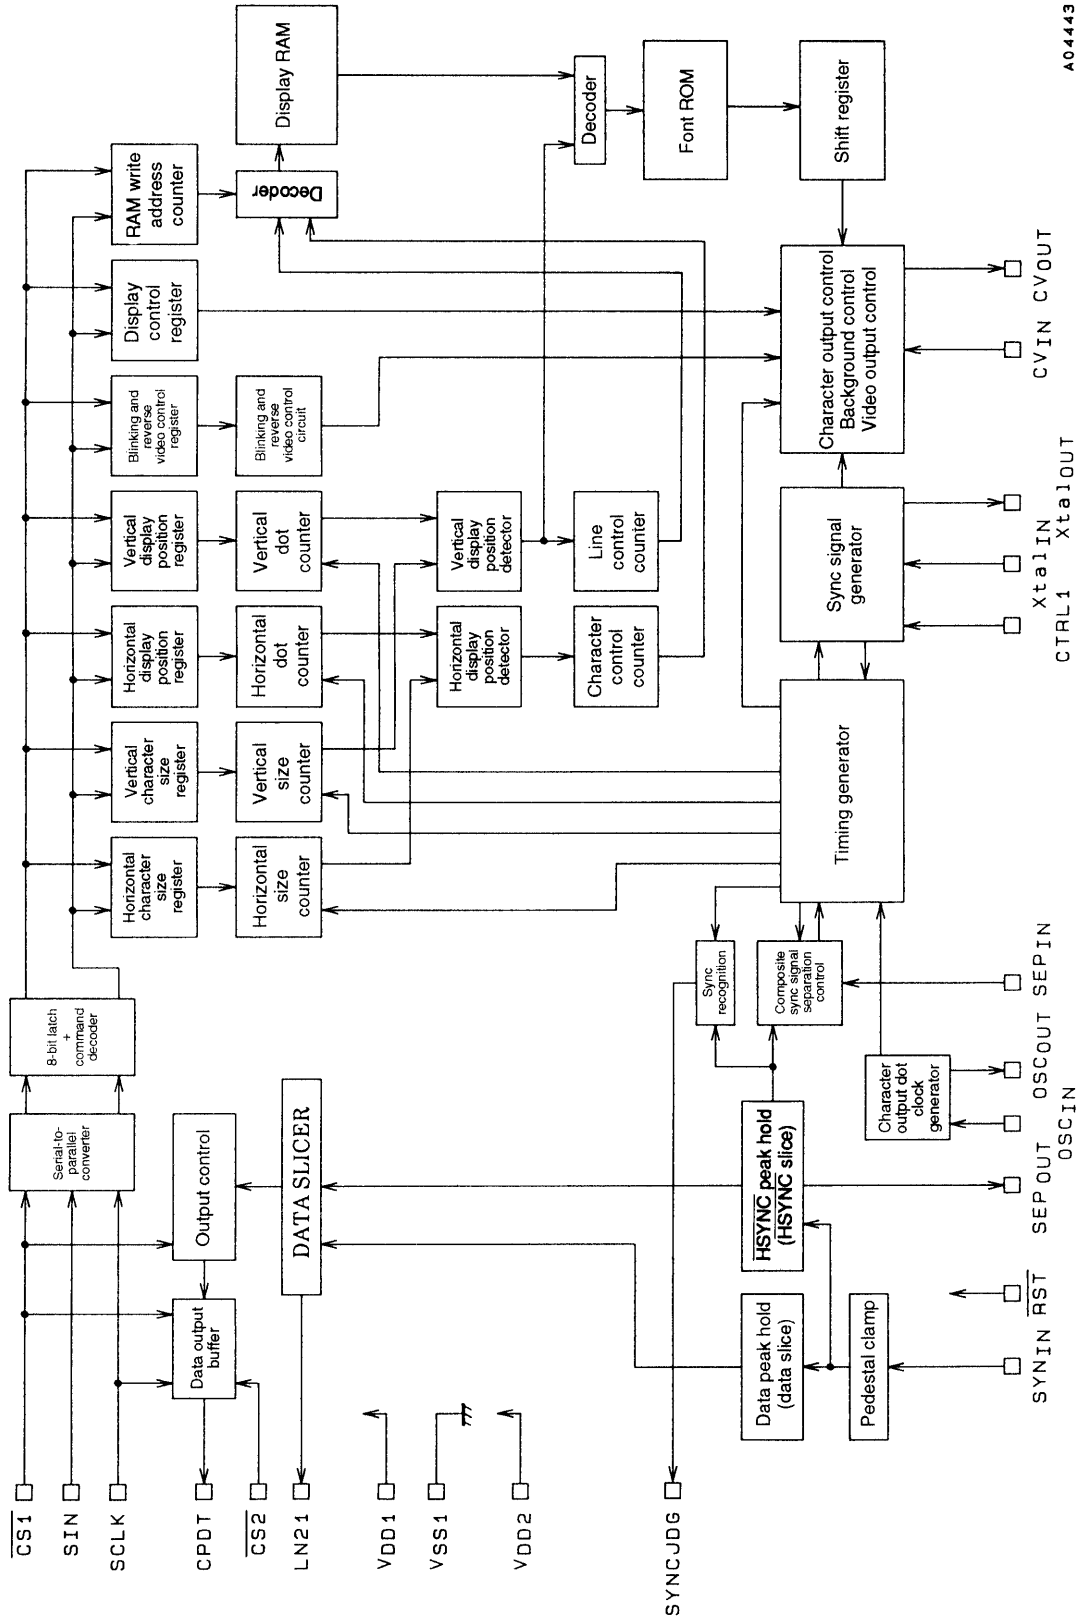 CS1
SIN
SCLK
CPDT
CS2
LN21
VDD1
VSS1
VDD2
SYNCJDG
Serial-to-
parallel
converter
8-bit latch
+
command
decoder
Output control
Data output
buffer
DATA SLICER
Horizontal
character
size
register
Vertical
character
size
register
Horizontal
display
position
register
Vertical
display
position
register
Blinking and
reverse
video control
register
Display
control
register
RAM write
address
counter
Horizontal
size
counter
Vertical
size
counter
Horizontal
dot
counter
Vertical
dot
counter
Blinking and
reverse
video control
circuit
Decoder
Display RAM
Horizontal
display
position
detector
Vertical
display
position
detector
Character
control
counter
Line
control
counter
Decoder
Font ROM
Shift register
Sync
recognition
Composite
sync signal
separation
control
HSYNC peak hold
(HSYNC slice)
Data peak hold
(data slice)
Pedestal clamp
Character
output dot
clock
generator
Timing generator
Sync signal
generator
Character output control
Background control
Video output control
SYNIN
RST
SEPOUT
OSCIN
OSCOUT
SEPIN
CTRL1
XtalIN
XtalOUT
CVIN
CVOUT
A04443